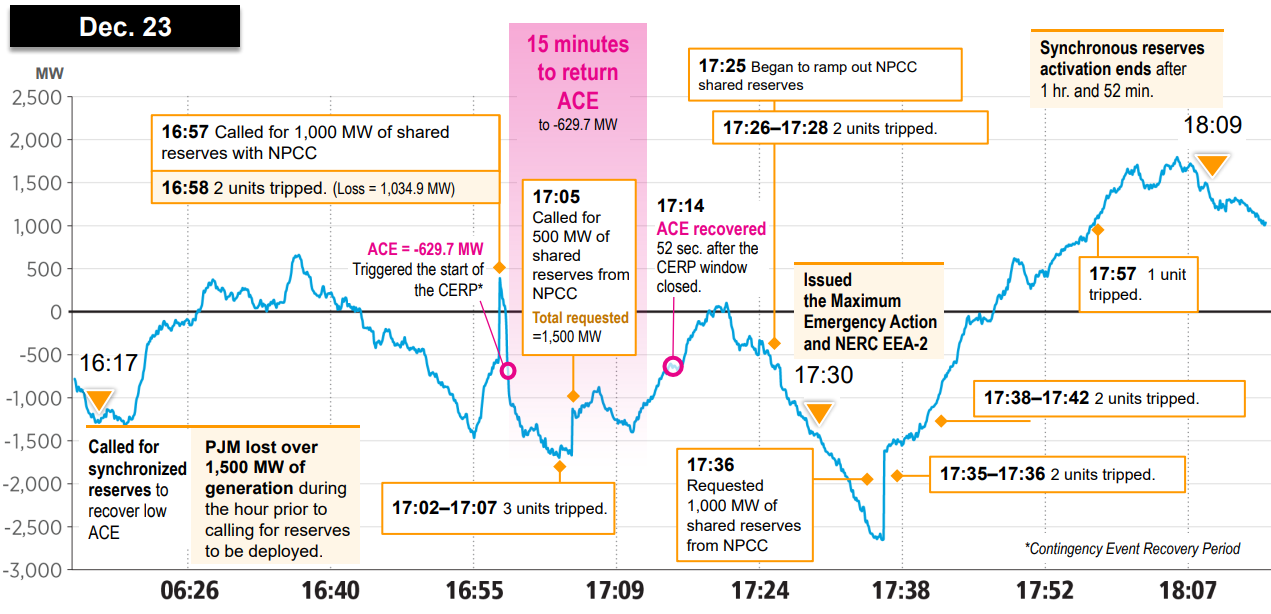 Dec. 23
MW
2,500
2,000
1,500
1,000
500
0
-500
-1,000
-1,500
-2,000
-2,500
-3,000
06:26
16:40
16:55
17:09
17:24
17:38
17:52
18:07
16:17
Called for
synchronized
reserves to
recover low
ACE
PJM lost over
1,500 MW of
generation during
the hour prior to
calling for reserves
to be deployed.
16:57 Called for 1,000 MW of shared
reserves with NPCC
16:58 2 units tripped. (Loss = 1,034.9 MW)
ACE = -629.7 MW
Triggered the start of
the CERP*
15 minutes
to return
ACE
to -629.7 MW
17:05
Called for
500 MW of
shared
reserves from
NPCC
Total requested
=1,500 MW
17:02–17:07 3 units tripped.
17:14
ACE recovered
52 sec. after the
CERP window
closed.
17:25 Began to ramp out NPCC
shared reserves
17:26–17:28 2 units tripped.
Issued
the Maximum
Emergency Action
and NERC EEA-2
17:30
17:36
Requested
1,000 MW of
shared reserves
from NPCC
17:35–17:36 2 units tripped.
17:38–17:42 2 units tripped.
17:57 1 unit
tripped.
Synchronous reserves
activation ends after
1 hr. and 52 min.
18:09
*Contingency Event Recovery Period